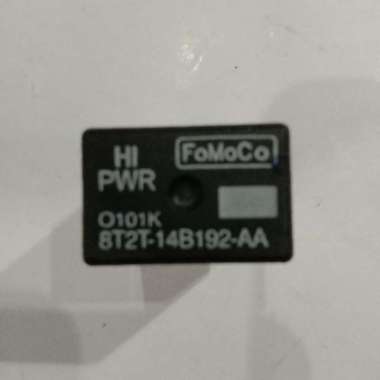 HI
PWR
FoMoCo
O101K
8T2T-14B192-AA